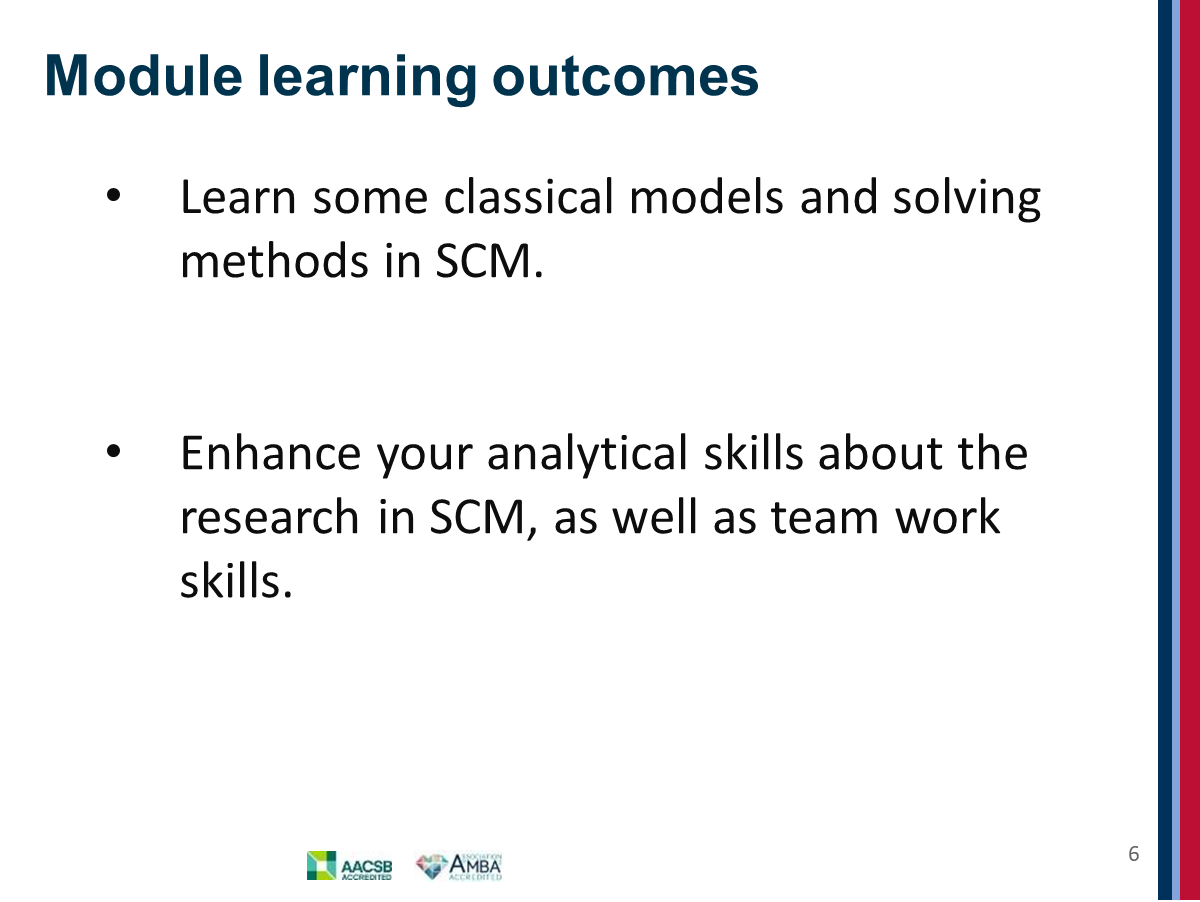 Module learning outcomes
• Learn some classical models and solving
methods in SCM.
• Enhance your analytical skills about the
research in SCM, as well as team work
skills.
AACSB
ACCREDITED
ASSOCIATION
AMBA
ACCREDITED
6